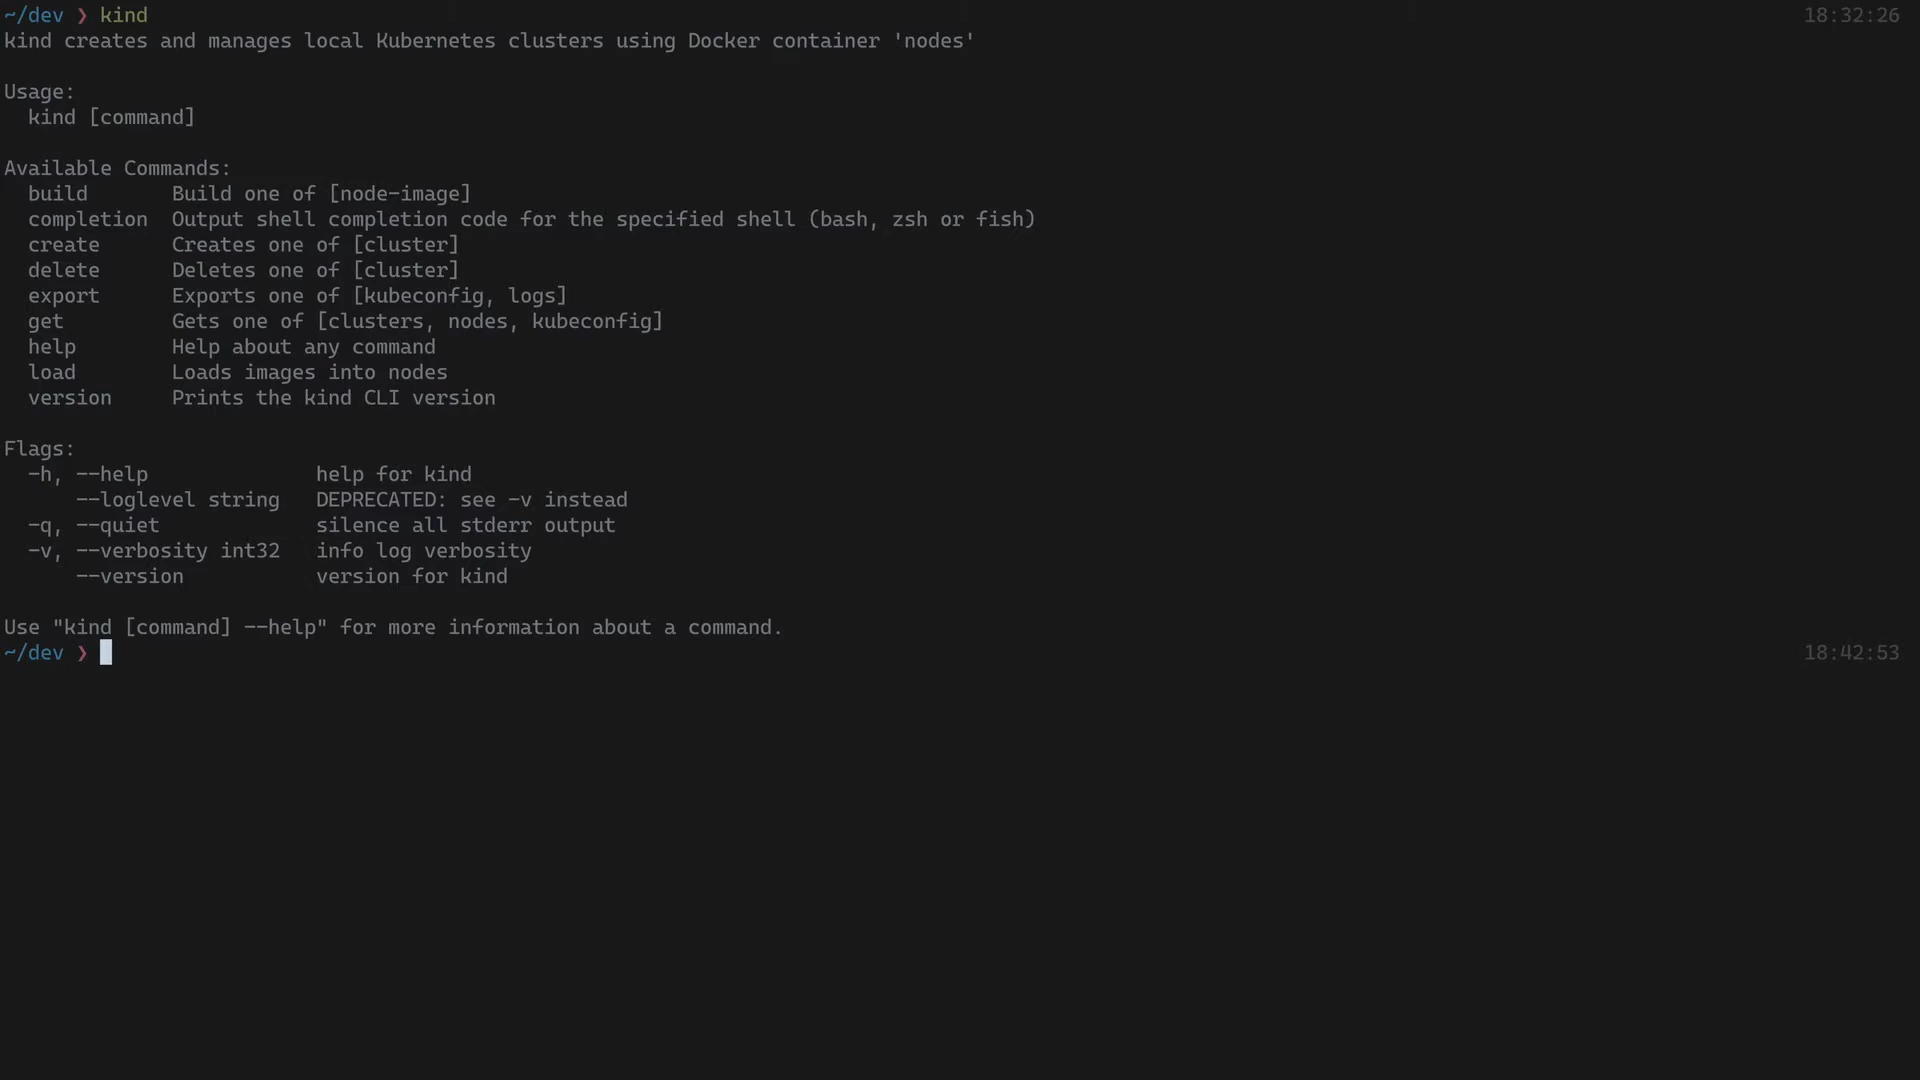 ~/dev ❯ kind 18:32:26
kind creates and manages local Kubernetes clusters using Docker container 'nodes'
Usage:
  kind [command]
Available Commands:
  build       Build one of [node-image]
  completion  Output shell completion code for the specified shell (bash, zsh or fish)
  create      Creates one of [cluster]
  delete      Deletes one of [cluster]
  export      Exports one of [kubeconfig, logs]
  get         Gets one of [clusters, nodes, kubeconfig]
  help        Help about any command
  load        Loads images into nodes
  version     Prints the kind CLI version
Flags:
  -h, --help              help for kind
      --loglevel string   DEPRECATED: see -v instead
  -q, --quiet             silence all stderr output
  -v, --verbosity int32   info log verbosity
      --version           version for kind
Use "kind [command] --help" for more information about a command.
~/dev ❯ 18:42:53